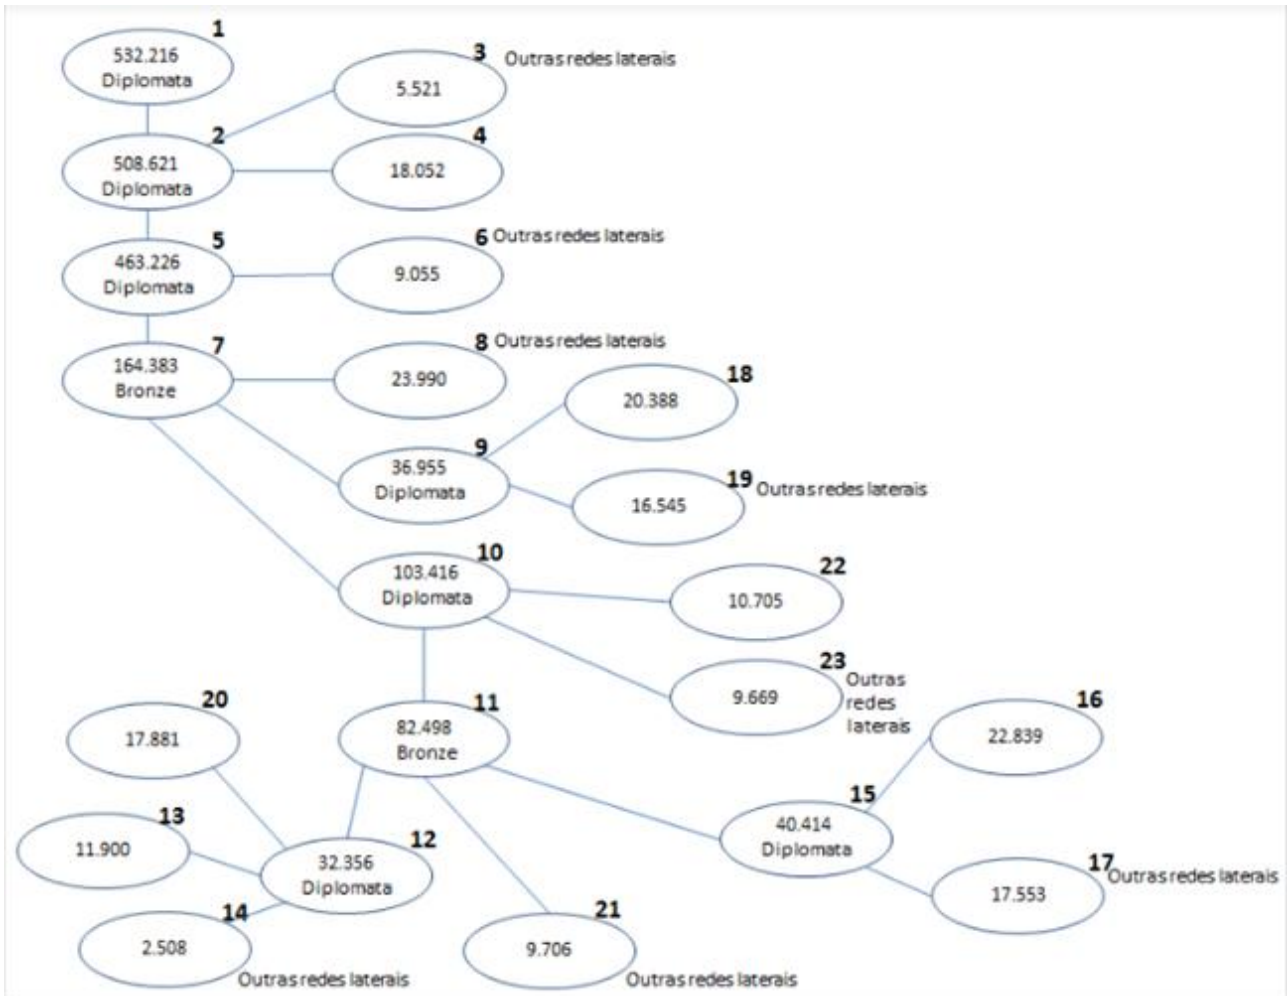 1
532.216
Diplomata
3
Outras redes laterais
5.521
2
508.621
Diplomata
4
18.052
5
463.226
Diplomata
6
Outras redes laterais
9.055
7
164.383
Bronze
8
Outras redes laterais
23.990
18
20.388
9
36.955
Diplomata
19
Outras redes laterais
16.545
10
103.416
Diplomata
22
10.705
23
Outras
redes
laterais
9.669
11
82.498
Bronze
16
22.839
20
17.881
15
40.414
Diplomata
13
11.900
12
32.356
Diplomata
17
Outras redes laterais
17.553
14
2.508
Outras redes laterais
21
9.706
Outras redes laterais